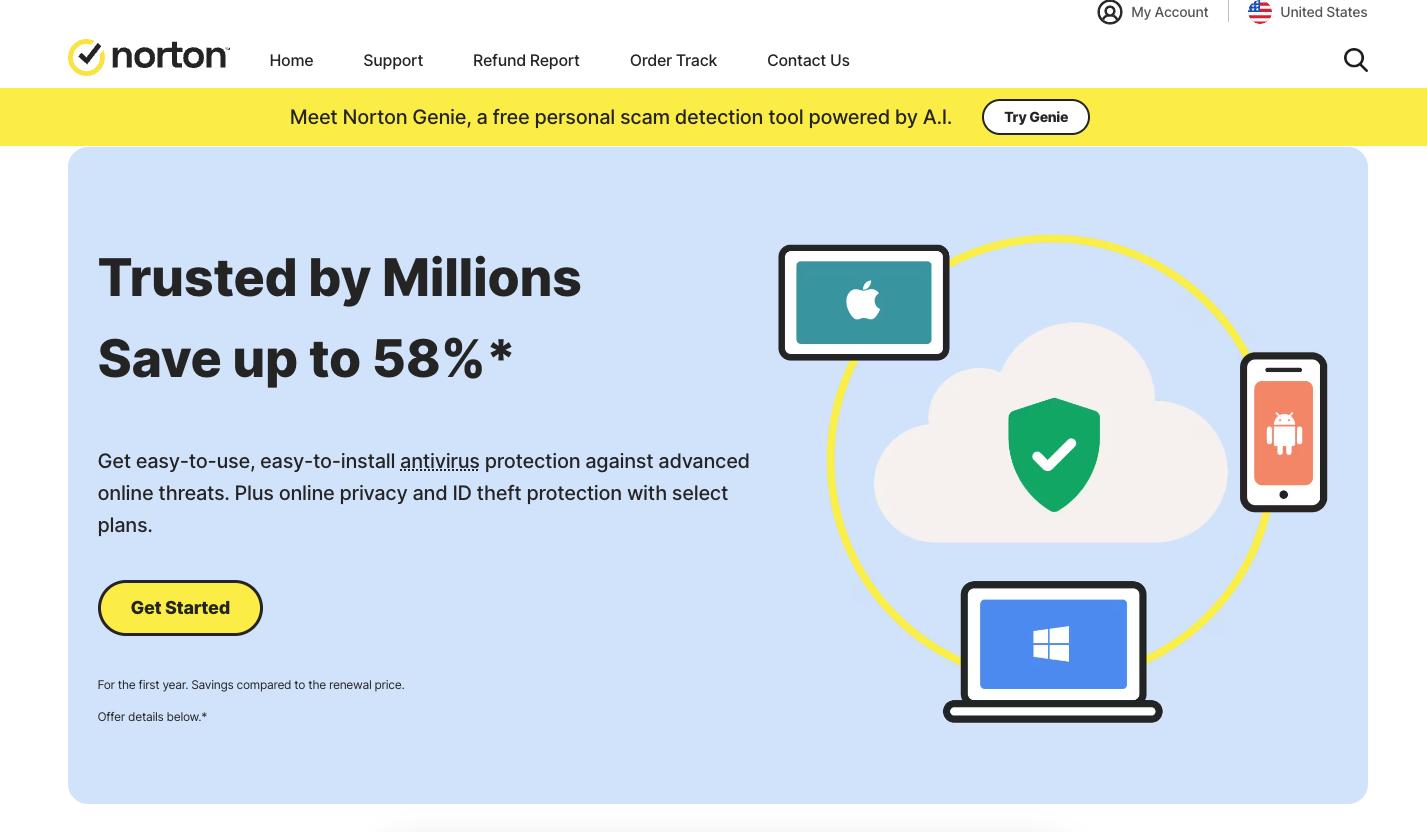 My Account
United States
norton™
Home
Support
Refund Report
Order Track
Contact Us
Meet Norton Genie, a free personal scam detection tool powered by A.I.
Try Genie
Trusted by Millions
Save up to 58%*
Get easy-to-use, easy-to-install antivirus protection against advanced
online threats. Plus online privacy and ID theft protection with select
plans.
Get Started
For the first year. Savings compared to the renewal price.
Offer details below.*